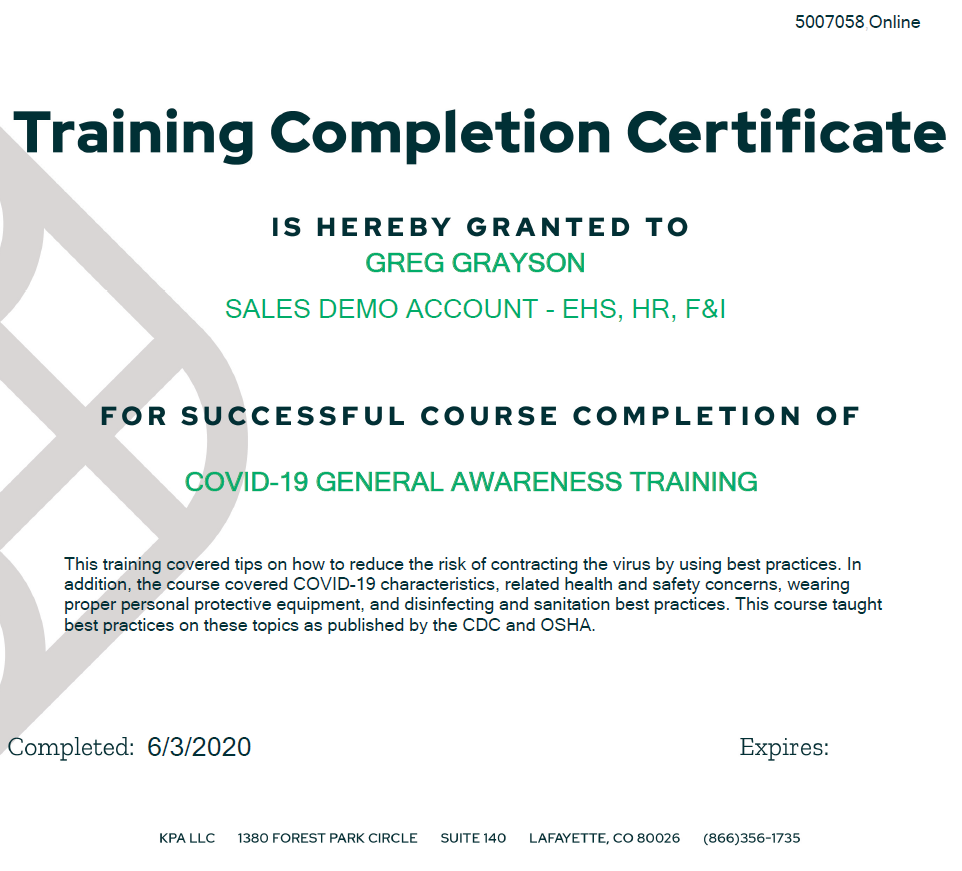 5007058 Online
Training Completion Certificate
IS HEREBY GRANTED TO
GREG GRAYSON
SALES DEMO ACCOUNT - EHS, HR, F&I
FOR SUCCESSFUL COURSE COMPLETION OF
COVID-19 GENERAL AWARENESS TRAINING
This training covered tips on how to reduce the risk of contracting the virus by using best practices. In
addition, the course covered COVID-19 characteristics, related health and safety concerns, wearing
proper personal protective equipment, and disinfecting and sanitation best practices. This course taught
best practices on these topics as published by the CDC and OSHA.
Completed: 6/3/2020 Expires:
KPA LLC 1380 FOREST PARK CIRCLE SUITE 140 LAFAYETTE, CO 80026 (866)356-1735